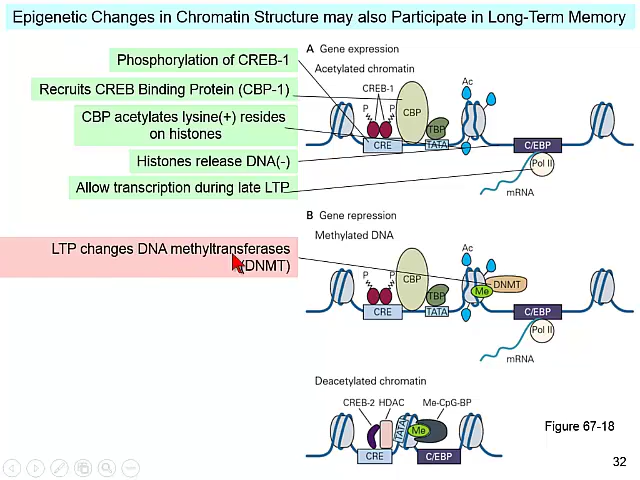 Epigenetic Changes in Chromatin Structure may also Participate in Long-Term Memory
Phosphorylation of CREB-1
Recruits CREB Binding Protein (CBP-1)
CBP acetylates lysine(+) resides
on histones
Histones release DNA(-)
Allow transcription during late LTP
LTP changes DNA methyltransferases
(DNMT)
A Gene expression
Acetylated chromatin
CREB-1
Ac
P P
CBP
TBP
CRE
TATA
C/EBP
Pol II
mRNA
B Gene repression
Methylated DNA
Ac
P P
CBP
TBP
Me
DNMT
CRE
TATA
C/EBP
Pol II
mRNA
Deacetylated chromatin
CREB-2 HDAC
Me-CpG-BP
TATA
Me
CRE
C/EBP
Figure 67-18
32